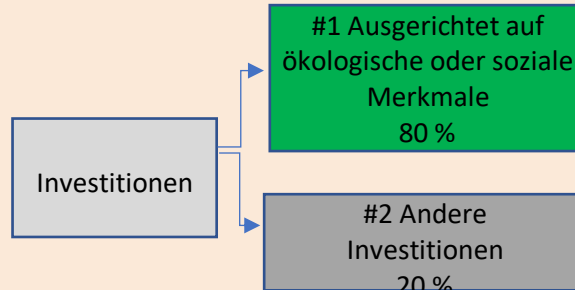 #1 Ausgerichtet auf
ökologische oder soziale
Merkmale
80 %
Investitionen
#2 Andere
Investitionen
20 %